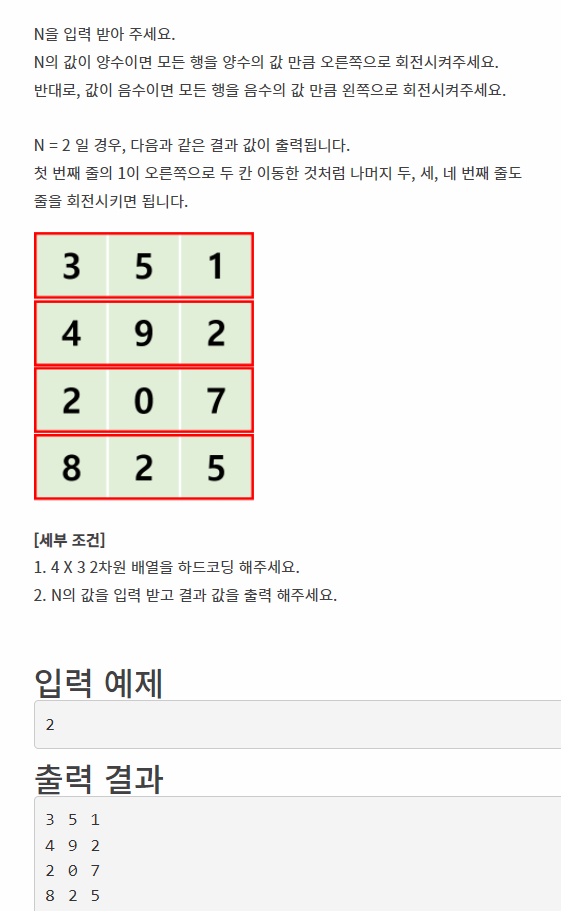 N을 입력 받아 주세요.
N의 값이 양수이면 모든 행을 양수의 값 만큼 오른쪽으로 회전시켜주세요.
반대로, 값이 음수이면 모든 행을 음수의 값 만큼 왼쪽으로 회전시켜주세요.
N = 2 일 경우, 다음과 같은 결과 값이 출력됩니다.
첫 번째 줄의 1이 오른쪽으로 두 칸 이동한 것처럼 나머지 두, 세, 네 번째 줄도
줄을 회전시키면 됩니다.
3 5 1
4 9 2
2 0 7
8 2 5
[세부 조건]
1. 4 X 3 2차원 배열을 하드코딩 해주세요.
2. N의 값을 입력 받고 결과 값을 출력 해주세요.
입력 예제
2
출력 결과
3 5 1
4 9 2
2 0 7
8 2 5